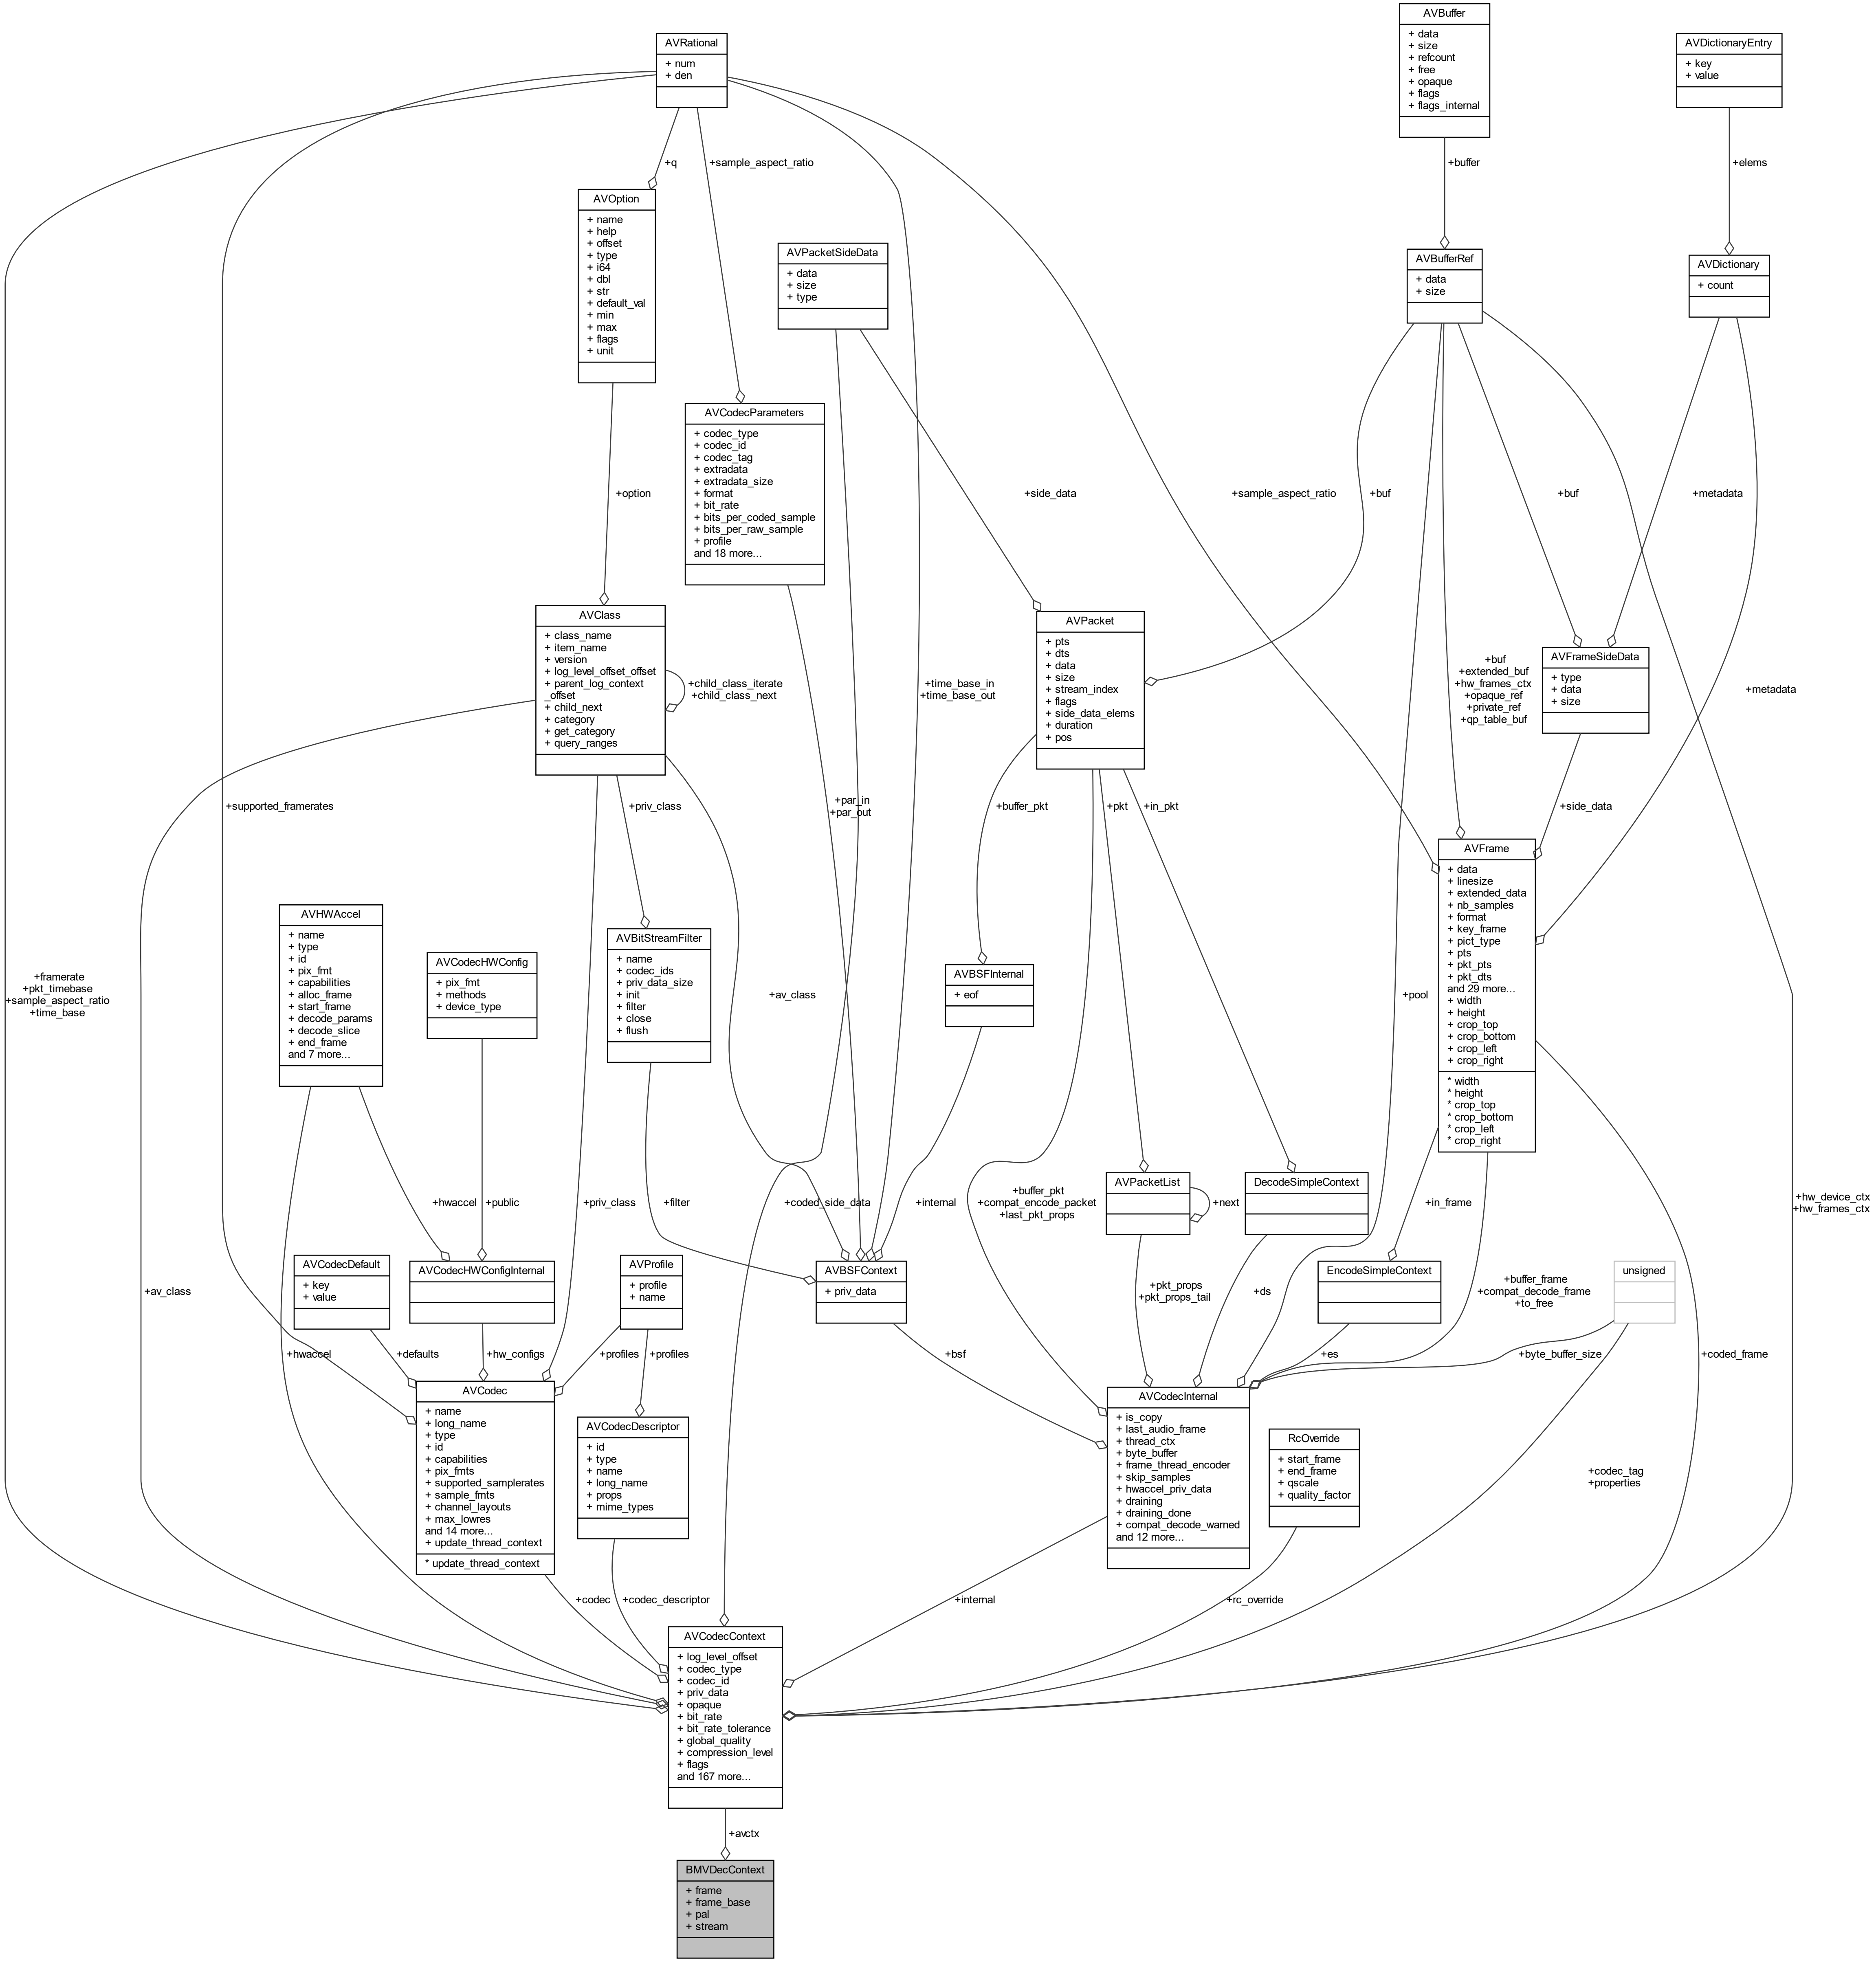 AVBuffer
+ data
+ size
+ refcount
+ free
+ opaque
+ flags
+ flags_internal
AVRational
+ num
+ den
AVDictionaryEntry
+ key
+ value
+q
+sample_aspect_ratio
+buffer
+elems
AVOption
+ name
+ help
+ offset
+ type
+ i64
+ dbl
+ str
+ default_val
+ min
+ max
+ flags
+ unit
AVPacketSideData
+ data
+ size
+ type
AVBufferRef
+ data
+ size
AVDictionary
+ count
AVCodecParameters
+ codec_type
+ codec_id
+ codec_tag
+ extradata
+ extradata_size
+ format
+ bit_rate
+ bits_per_coded_sample
+ bits_per_raw_sample
+ profile
and 18 more...
+option
+side_data
+sample_aspect_ratio
+buf
+buf
+metadata
AVClass
+ class_name
+ item_name
+ version
+ log_level_offset_offset
+ parent_log_context
_offset
+ child_next
+ category
+ get_category
+ query_ranges
+child_class_iterate
+child_class_next
+time_base_in
+time_base_out
AVPacket
+ pts
+ dts
+ data
+ size
+ stream_index
+ flags
+ side_data_elems
+ duration
+ pos
+buf
+extended_buf
+hw_frames_ctx
+opaque_ref
+private_ref
+qp_table_buf
AVFrameSideData
+ type
+ data
+ size
+metadata
+supported_framerates
+priv_class
+par_in
+par_out
+buffer_pkt
+pkt
+in_pkt
+side_data
AVFrame
+ data
+ linesize
+ extended_data
+ nb_samples
+ format
+ key_frame
+ pict_type
+ pts
+ pkt_pts
+ pkt_dts
and 29 more...
+ width
+ height
+ crop_top
+ crop_bottom
+ crop_left
+ crop_right
* width
* height
* crop_top
* crop_bottom
* crop_left
* crop_right
AVHWAccel
+ name
+ type
+ id
+ pix_fmt
+ capabilities
+ alloc_frame
+ start_frame
+ decode_params
+ decode_slice
+ end_frame
and 7 more...
AVCodecHWConfig
+ pix_fmt
+ methods
+ device_type
AVBitStreamFilter
+ name
+ codec_ids
+ priv_data_size
+ init
+ filter
+ close
+ flush
AVBSFInternal
+ eof
+framerate
+pkt_timebase
+sample_aspect_ratio
+time_base
+av_class
+pool
+hwaccel
+public
+priv_class
+filter
+coded_side_data
+internal
+buffer_pkt
+compat_encode_packet
+last_pkt_props
AVPacketList
+next
DecodeSimpleContext
+in_frame
+hw_device_ctx
+hw_frames_ctx
AVCodecDefault
+ key
+ value
AVCodecHWConfigInternal
AVProfile
+ profile
+ name
AVBSFContext
+ priv_data
EncodeSimpleContext
unsigned
+av_class
+pkt_props
+pkt_props_tail
+ds
+buffer_frame
+compat_decode_frame
+to_free
+hwaccel
+defaults
+hw_configs
+profiles
+profiles
+bsf
+es
+byte_buffer_size
+coded_frame
AVCodec
+ name
+ long_name
+ type
+ id
+ capabilities
+ pix_fmts
+ supported_samplerates
+ sample_fmts
+ channel_layouts
+ max_lowres
and 14 more...
+ update_thread_context
* update_thread_context
AVCodecDescriptor
+ id
+ type
+ name
+ long_name
+ props
+ mime_types
AVCodecInternal
+ is_copy
+ last_audio_frame
+ thread_ctx
+ byte_buffer
+ frame_thread_encoder
+ skip_samples
+ hwaccel_priv_data
+ draining
+ draining_done
+ compat_decode_warned
and 12 more...
RcOverride
+ start_frame
+ end_frame
+ qscale
+ quality_factor
+codec_tag
+properties
+codec
+codec_descriptor
+internal
+rc_override
AVCodecContext
+ log_level_offset
+ codec_type
+ codec_id
+ priv_data
+ opaque
+ bit_rate
+ bit_rate_tolerance
+ global_quality
+ compression_level
+ flags
and 167 more...
+avctx
BMVDecContext
+ frame
+ frame_base
+ pal
+ stream